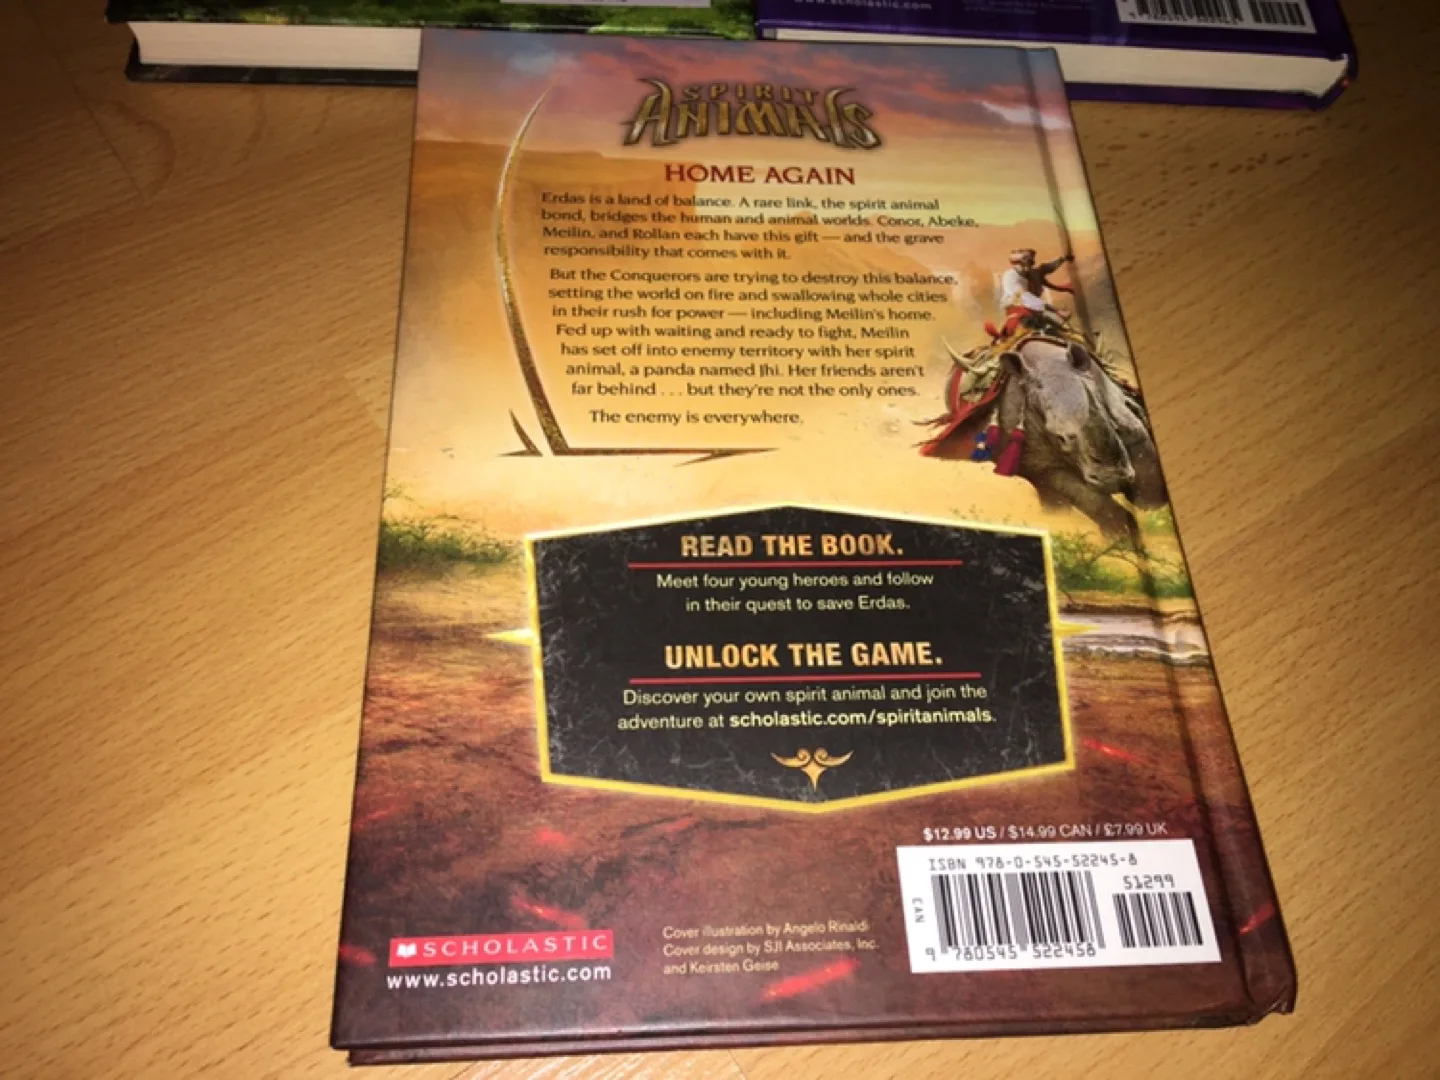 www.scholastic.com
SPIRIT
ANIMALS
HOME AGAIN
Erdas is a land of balance. A rare link, the spirit animal
bond, bridges the human and animal worlds. Conor, Abeke,
Meilin, and Rollan each have this gift — and the grave
responsibility that comes with it.
But the Conquerors are trying to destroy this balance,
setting the world on fire and swallowing whole cities
in their rush for power — including Meilin's home.
Fed up with waiting and ready to fight, Meilin
has set off into enemy territory with her spirit
animal, a panda named Jhi. Her friends aren't
far behind . . . but they're not the only ones.
The enemy is everywhere.
READ THE BOOK.
Meet four young heroes and follow
in their quest to save Erdas.
UNLOCK THE GAME.
Discover your own spirit animal and join the
adventure at scholastic.com/spiritanimals.
$12.99 US / $14.99 CAN / £7.99 UK
ISBN 978-0-545-52245-8
51299
CAN
9 780545 522458
Cover illustration by Angelo Rinaldi
Cover design by SJI Associates, Inc.
and Keirsten Geise
SCHOLASTIC
www.scholastic.com